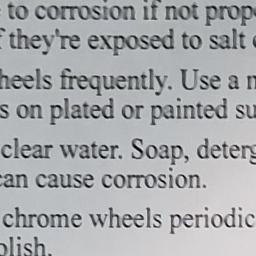 to corrosion if not prop
they're exposed to salt
heels frequently. Use a
s on plated or painted su
clear water. Soap, deterg
can cause corrosion.
chrome wheels periodic
olish.